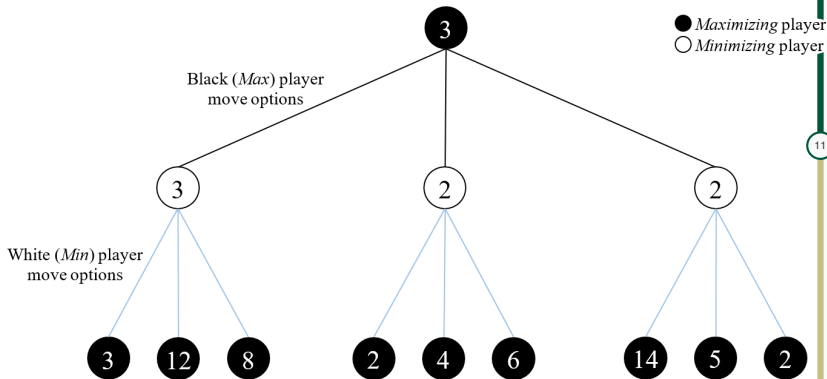 3
Maximizing player
Minimizing player
Black (Max) player
move options
11
3
2
2
White (Min) player
move options
3
12
8
2
4
6
14
5
2